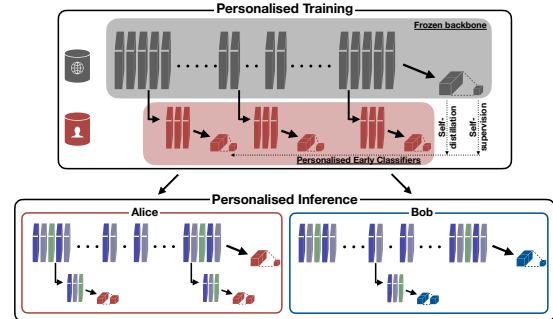 Personalised Training
Frozen backbone
Self-
distillation
Self-
supervision
Personalised Early Classifiers
Personalised Inference
Alice
Bob